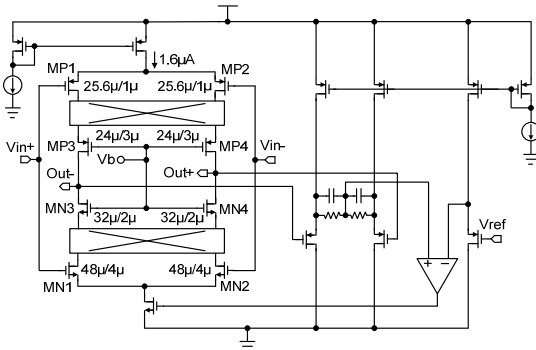 1.6μA
MP1
MP2
25.6μ/1μ
25.6μ/1μ
Vin+
24μ/3μ
24μ/3μ
Vin-
MP3
Vb
MP4
Out-
Out+
MN3
MN4
32μ/2μ
32μ/2μ
Vref
+ -
48μ/4μ
48μ/4μ
MN1
MN2